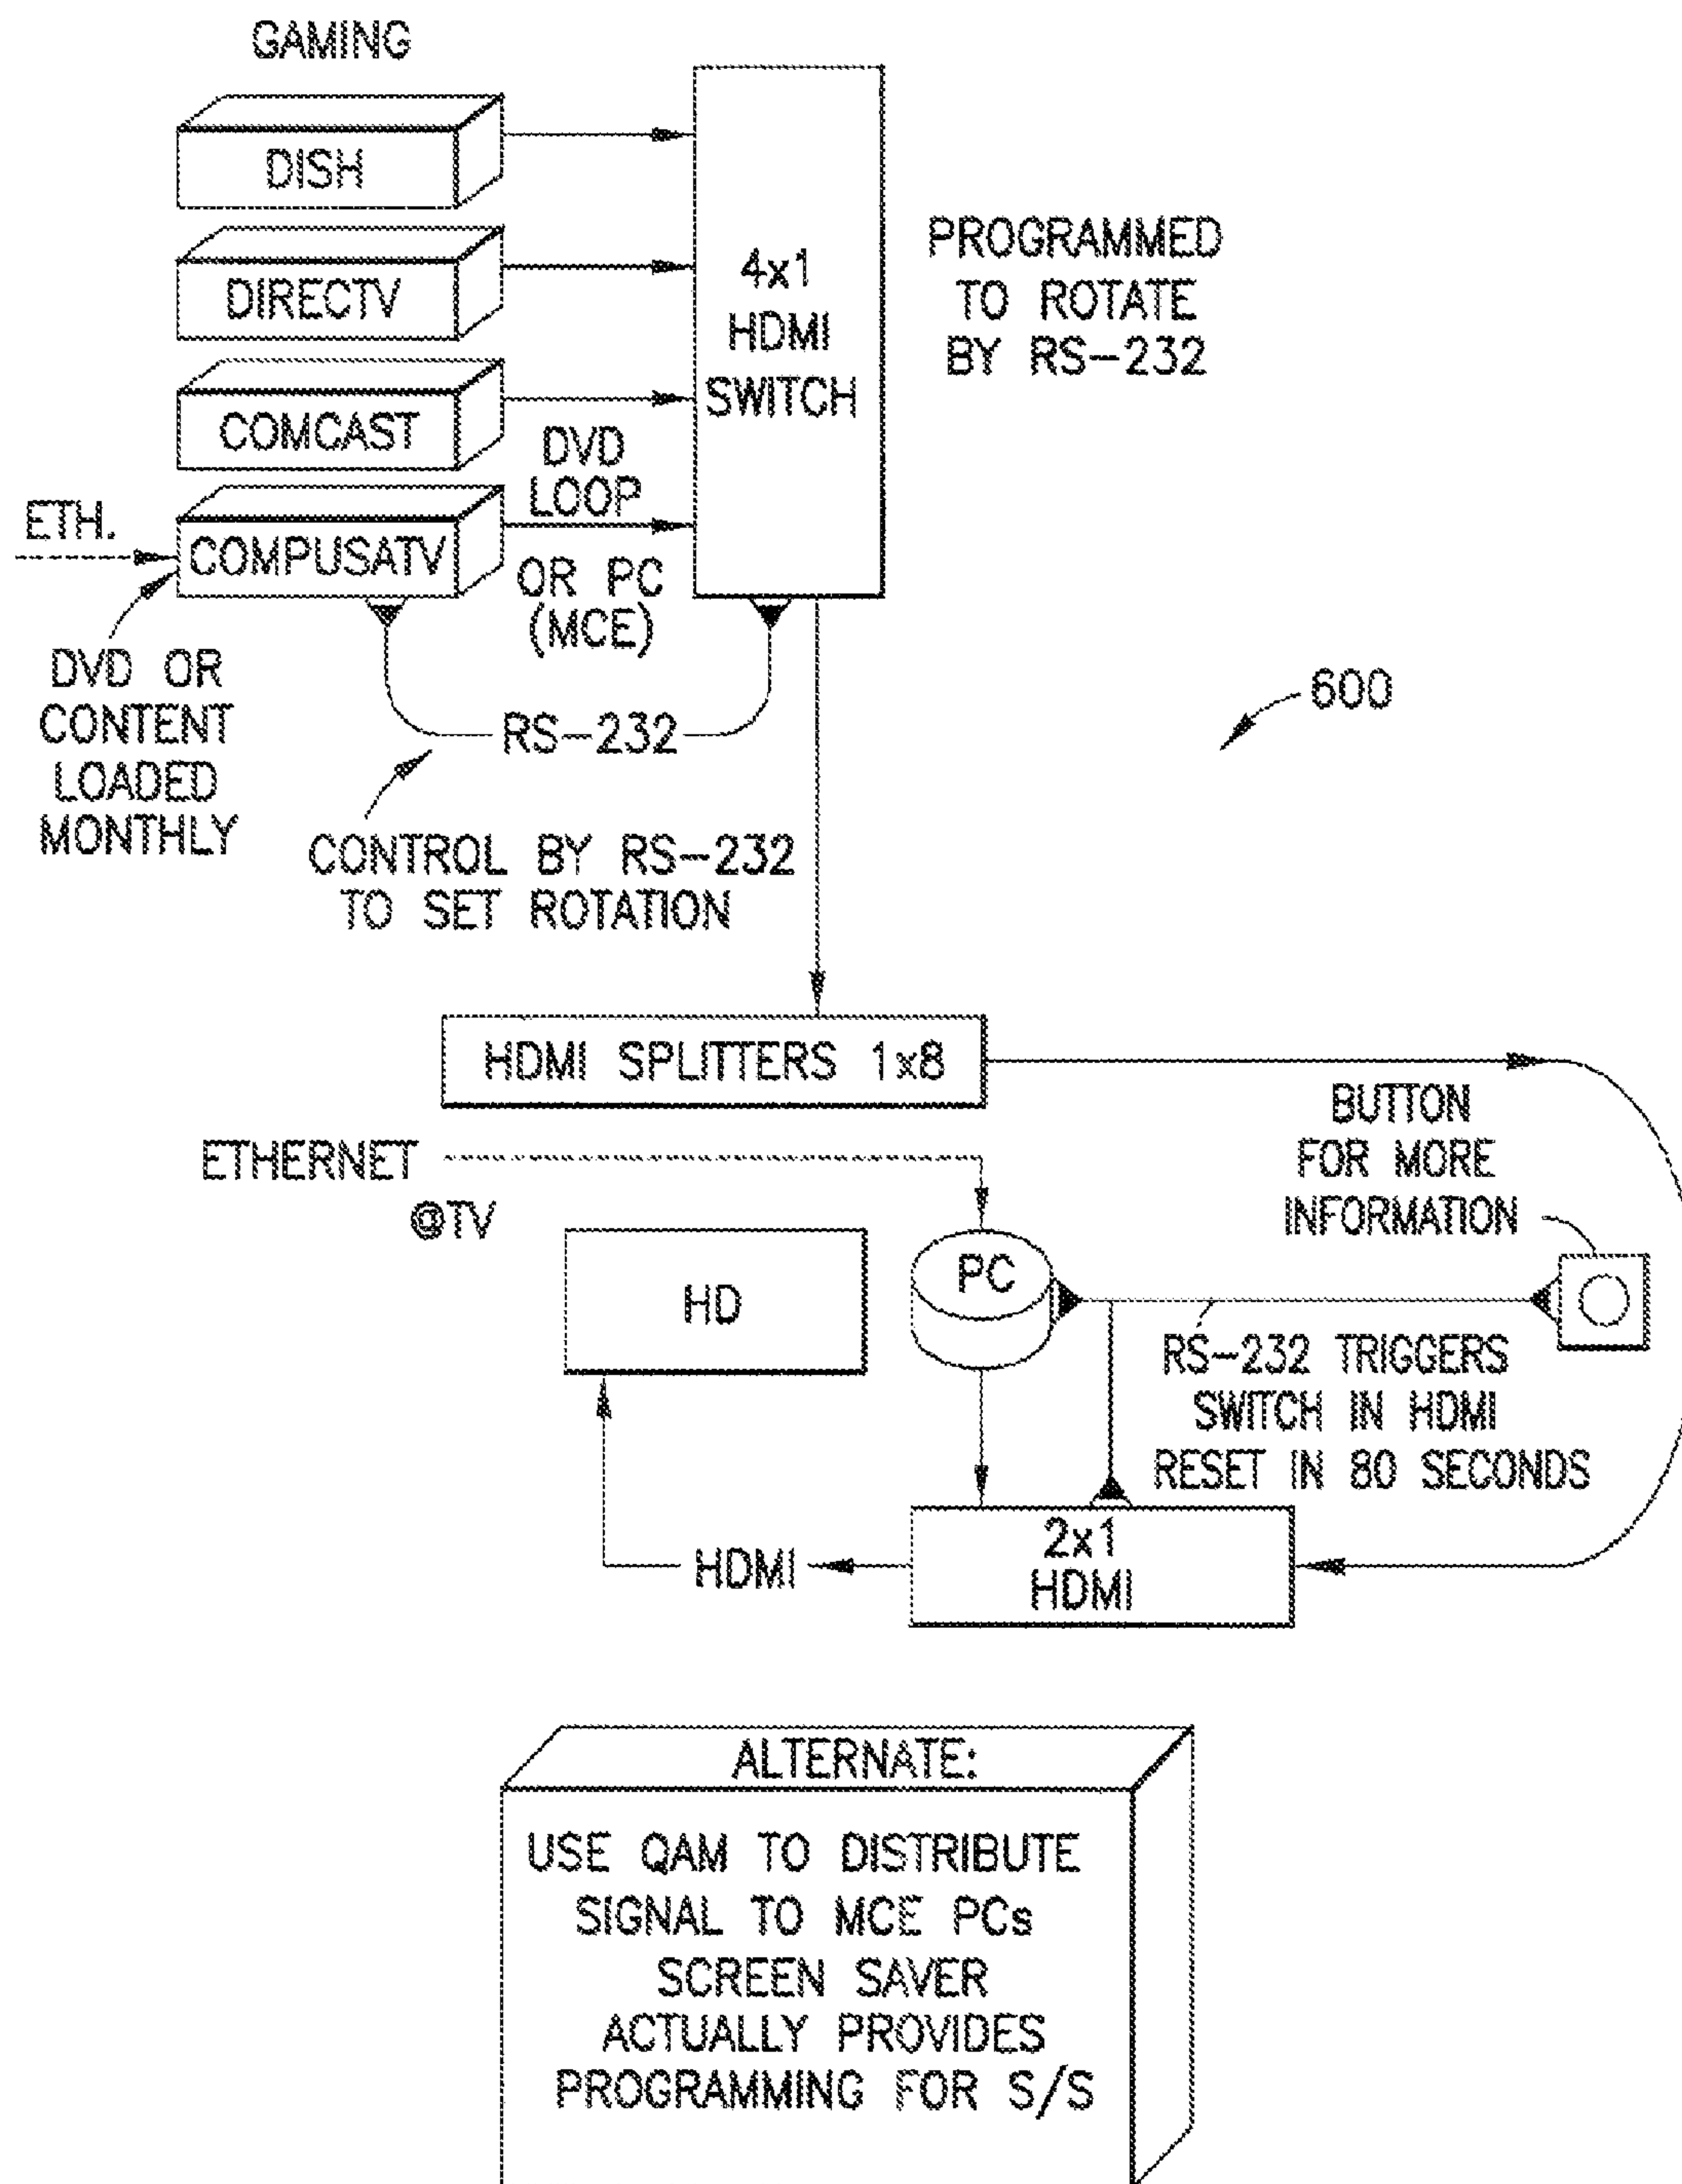 GAMING
DISH
DIRECTV
COMCAST
COMPUSATV
ETH.
DVD
LOOP
OR PC
(MCE)
4x1
HDMI
SWITCH
PROGRAMMED
TO ROTATE
BY RS-232
DVD OR
CONTENT
LOADED
MONTHLY
RS-232
CONTROL BY RS-232
TO SET ROTATION
600
HDMI SPLITTERS 1x8
ETHERNET
@TV
HD
PC
BUTTON
FOR MORE
INFORMATION
RS-232 TRIGGERS
SWITCH IN HDMI
RESET IN 80 SECONDS
HDMI
2x1
HDMI
ALTERNATE:
USE QAM TO DISTRIBUTE
SIGNAL TO MCE PCs
SCREEN SAVER
ACTUALLY PROVIDES
PROGRAMMING FOR S/S